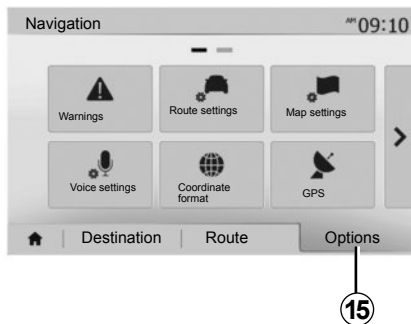 Navigation
AM 09:10
Warnings
Route settings
Map settings
Voice settings
Coordinate
format
GPS
Destination
Route
Options
15